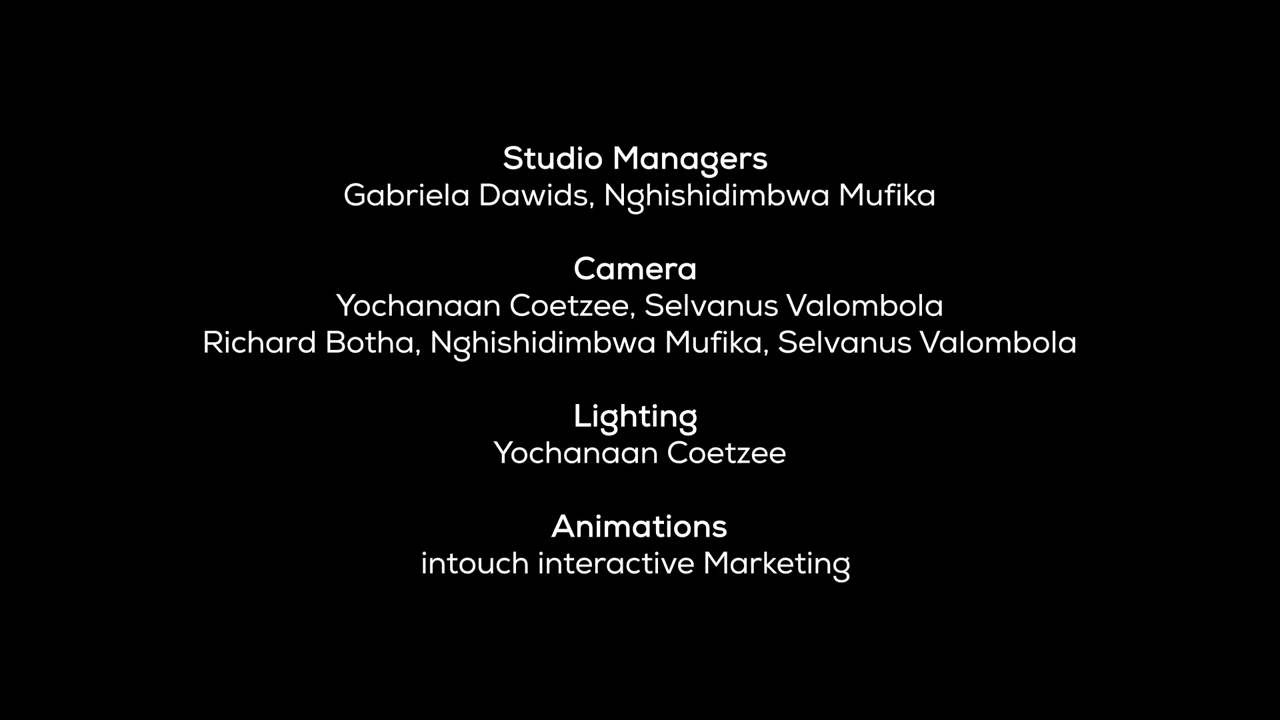 Studio Managers
Gabriela Dawids, Nghishidimbwa Mufika
Camera
Yochanaan Coetzee, Selvanus Valombola
Richard Botha, Nghishidimbwa Mufika, Selvanus Valombola
Lighting
Yochanaan Coetzee
Animations
intouch interactive Marketing